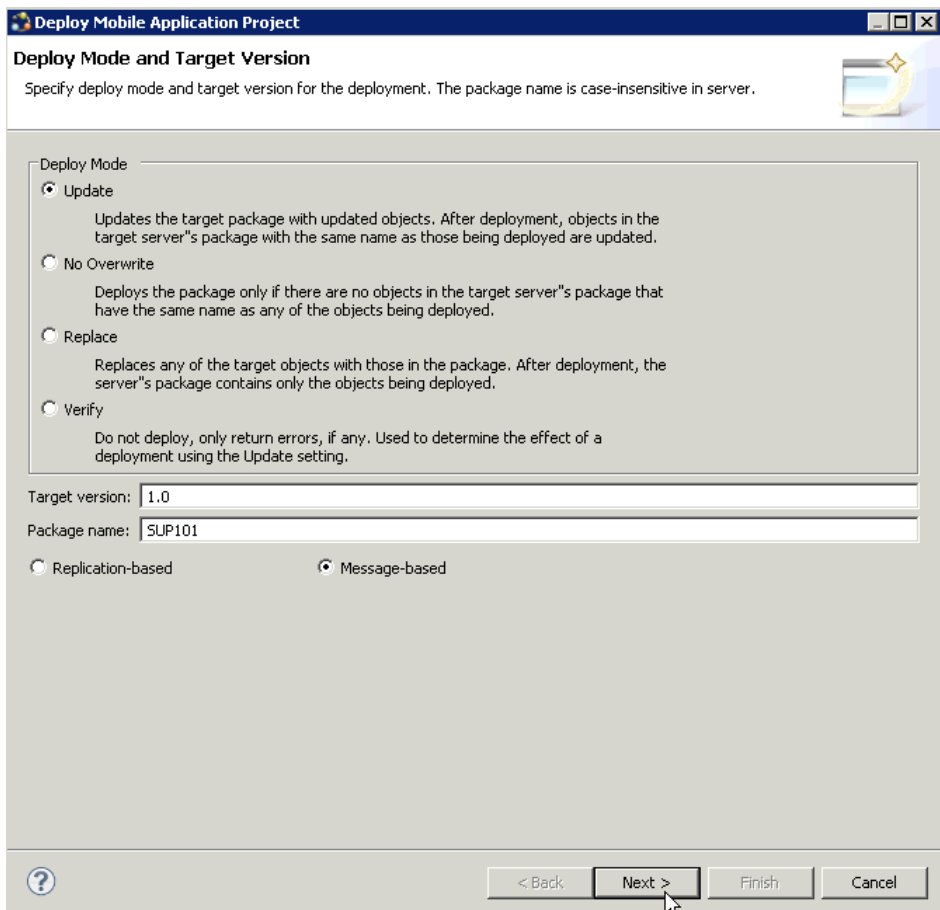 Deploy Mobile Application Project
Deploy Mode and Target Version
Specify deploy mode and target version for the deployment. The package name is case-insensitive in server.
Deploy Mode
Update
Updates the target package with updated objects. After deployment, objects in the
target server"s package with the same name as those being deployed are updated.
No Overwrite
Deploys the package only if there are no objects in the target server"s package that
have the same name as any of the objects being deployed.
Replace
Replaces any of the target objects with those in the package. After deployment, the
server"s package contains only the objects being deployed.
Verify
Do not deploy, only return errors, if any. Used to determine the effect of a
deployment using the Update setting.
Target version: 1.0
Package name: SUP101
Replication-based Message-based
? < Back Next > Finish Cancel